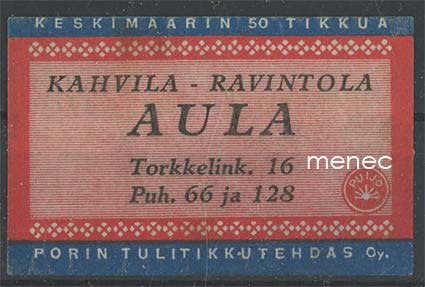 KESKIMÄÄRIN 50 TIKKUA
KAHVILA - RAVINTOLA
AULA
Torkkelink. 16
menec
Puh. 66 ja 128
PUIJO
PORIN TULITIKKUTEHDAS Oy.